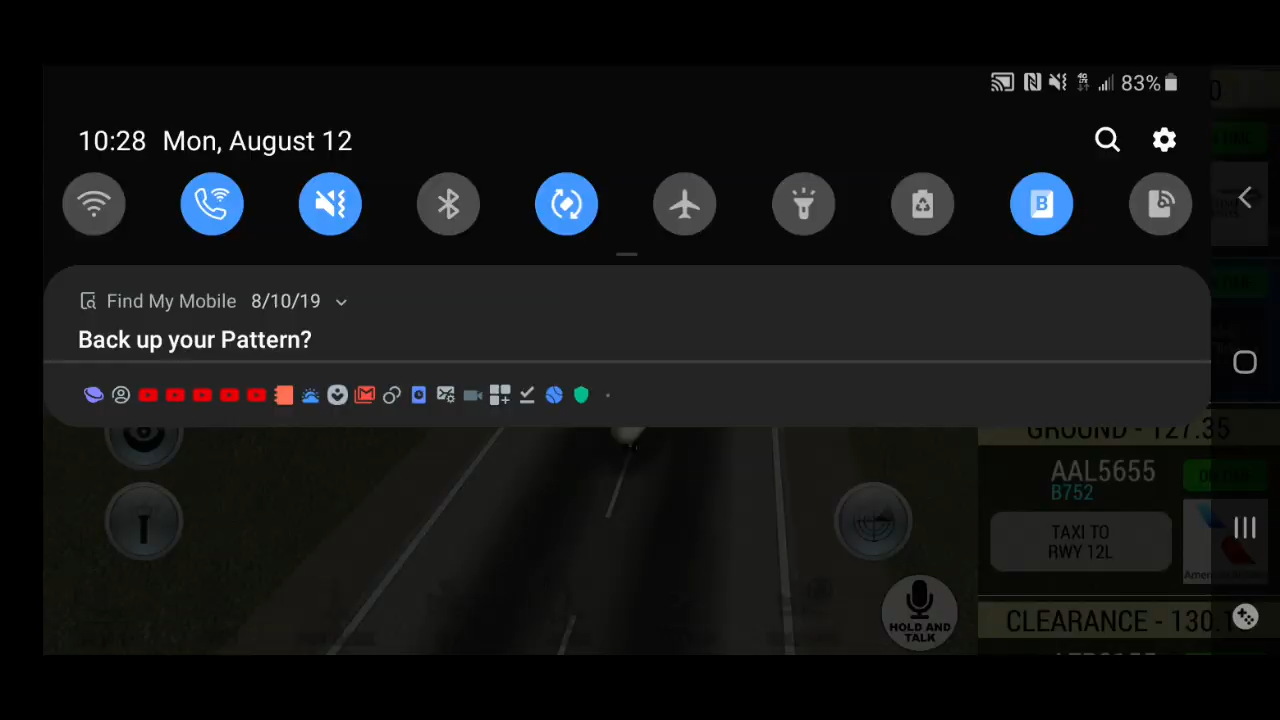 83%
10:28 Mon, August 12
B
Find My Mobile 8/10/19
Back up your Pattern?
GROUND - 127.35
AAL5655
B752
TAXI TO
RWY 12L
CLEARANCE - 130.1
HOLD AND
TALK